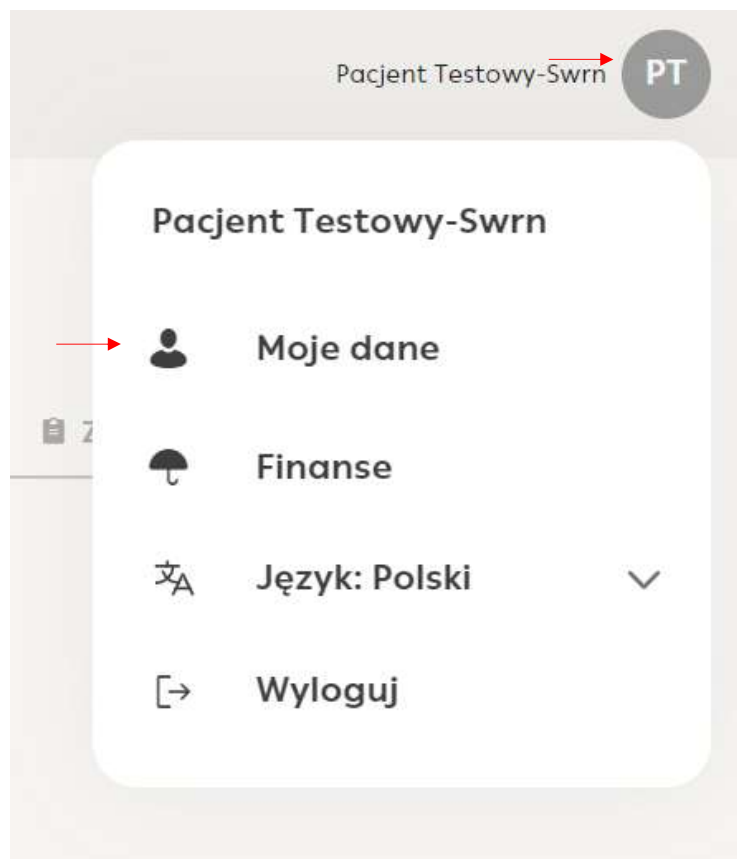 Pacjent Testowy-Swrn PT
Pacjent Testowy-Swrn
Moje dane
Z
Finanse
Język: Polski
Wyloguj